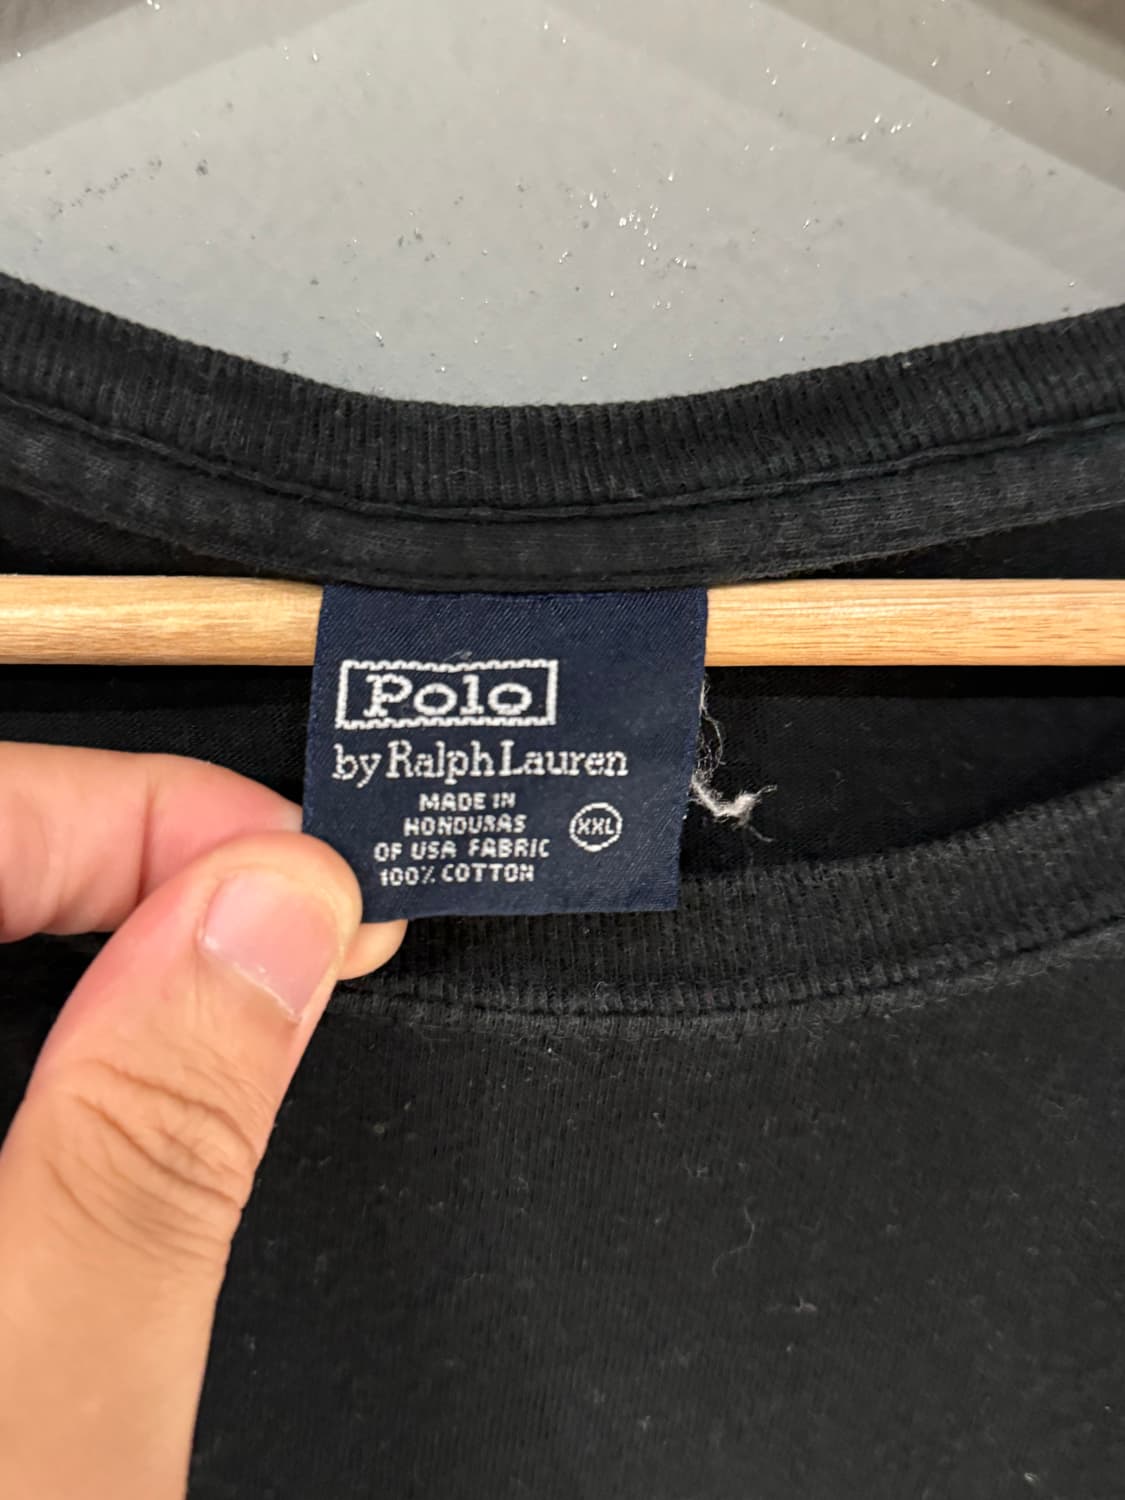 Polo
by Ralph Lauren
MADE IN
HONDURAS
OF USA FABRIC
100% COTTON
XXL